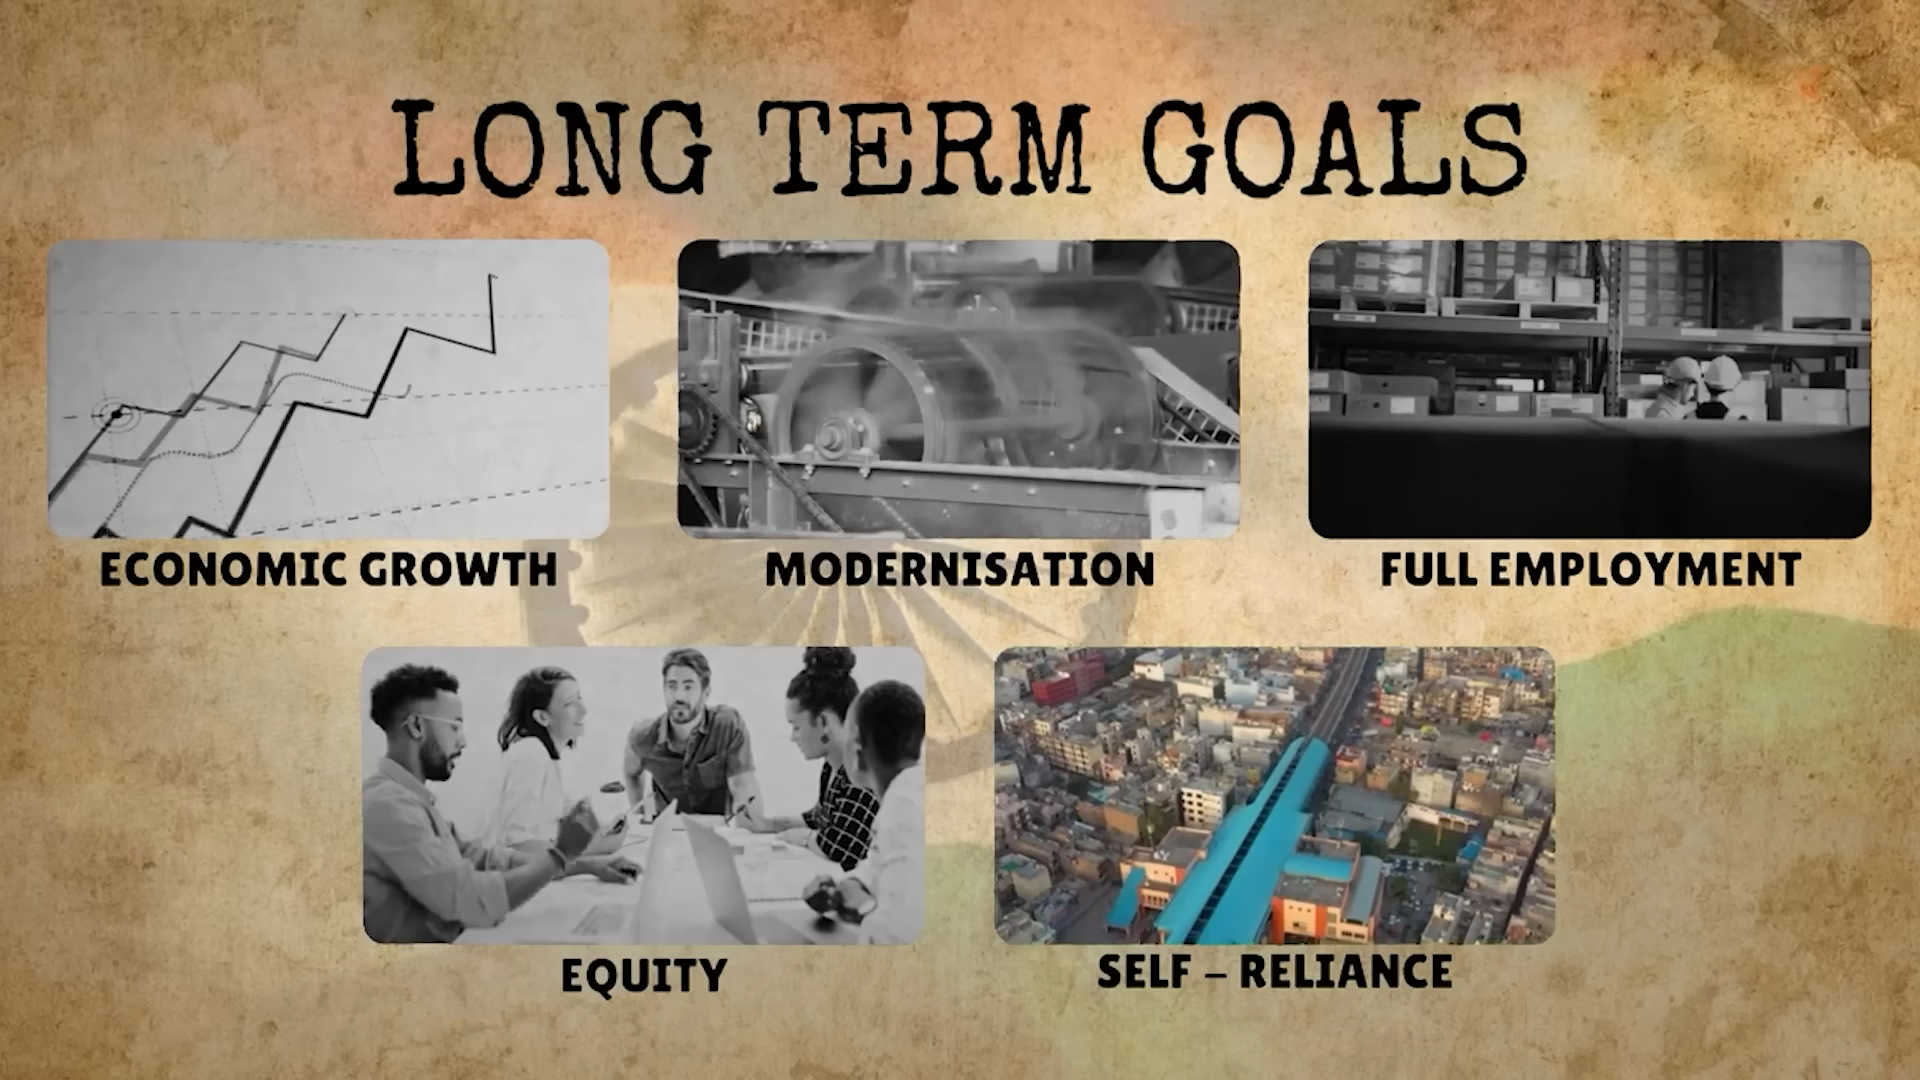 LONG TERM GOALS
ECONOMIC GROWTH
MODERNISATION
FULL EMPLOYMENT
EQUITY
SELF – RELIANCE